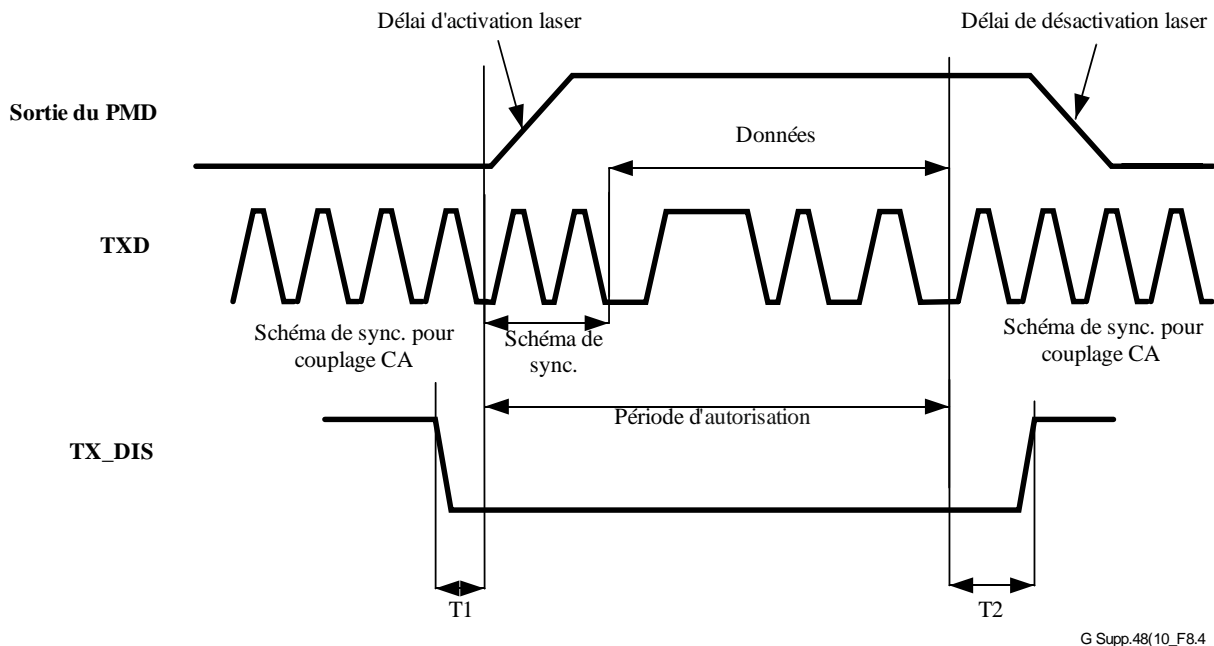 Délai d'activation laser
Délai de désactivation laser
Sortie du PMD
Données
TXD
Schéma de sync. pour
couplage CA
Schéma de
sync.
Schéma de sync. pour
couplage CA
Période d'autorisation
TX_DIS
T1
T2
G Supp.48(10_F8.4